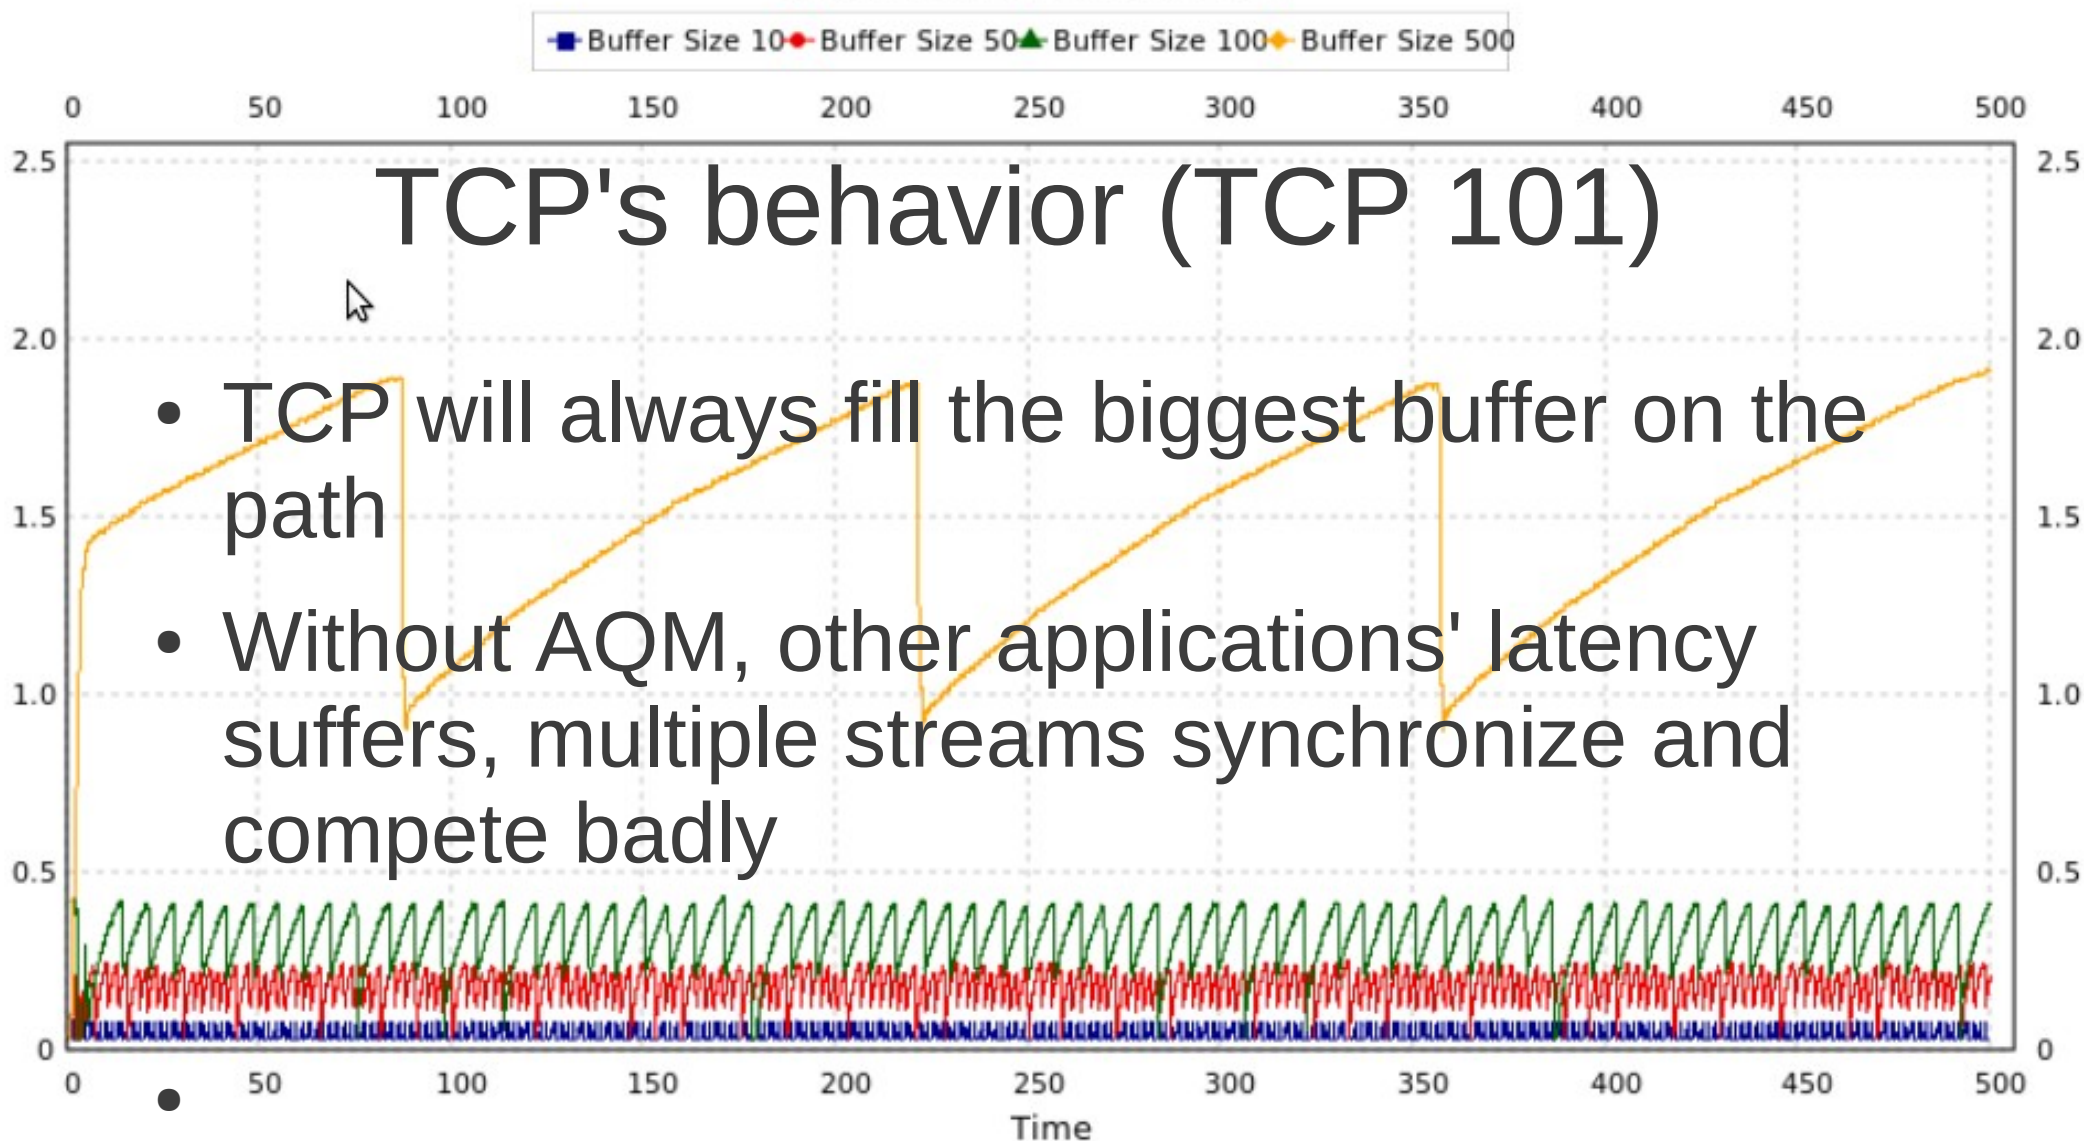 Buffer Size 10 Buffer Size 50 Buffer Size 100 Buffer Size 500
0 50 100 150 200 250 300 350 400 450 500
2.5 2.5
TCP's behavior (TCP 101)
2.0 2.0
• TCP will always fill the biggest buffer on the
path
1.5 1.5
• Without AQM, other applications' latency
1.0 1.0
suffers, multiple streams synchronize and
compete badly
0.5 0.5
0 0
0 50 100 150 200 250 300 350 400 450 500
•
Time